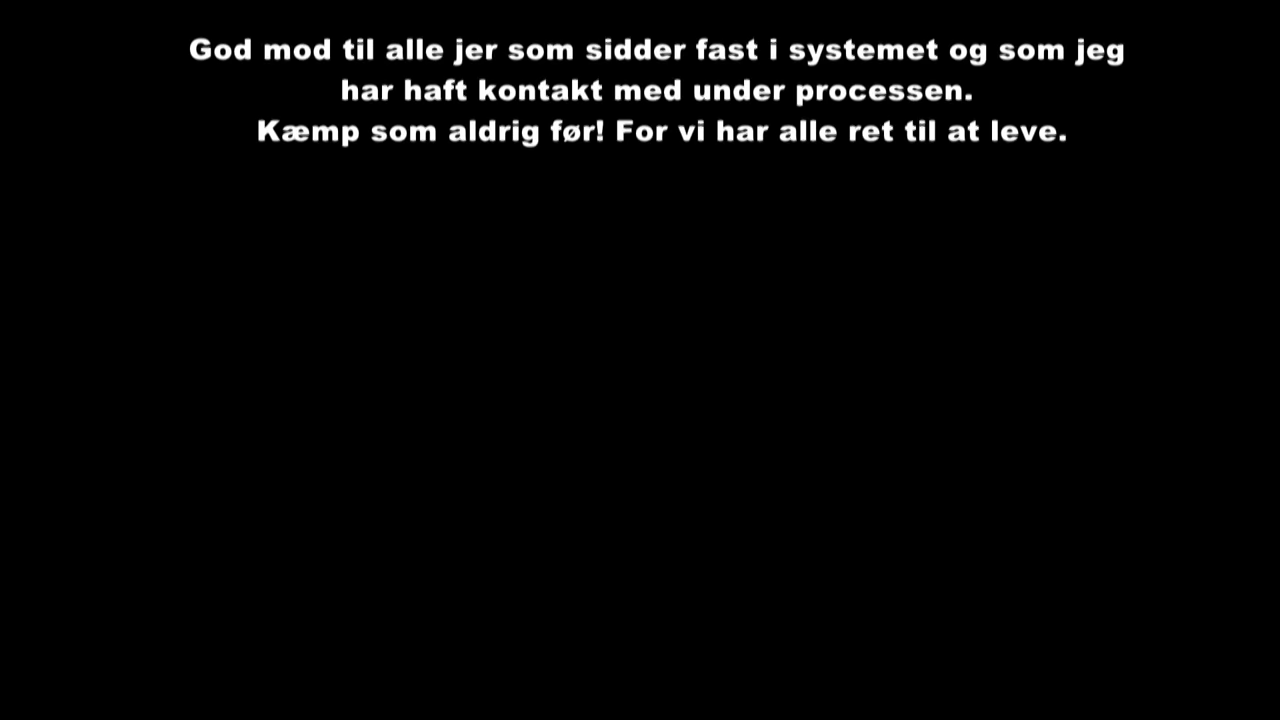 God mod til alle jer som sidder fast i systemet og som jeg
har haft kontakt med under processen.
Kæmp som aldrig før! For vi har alle ret til at leve.